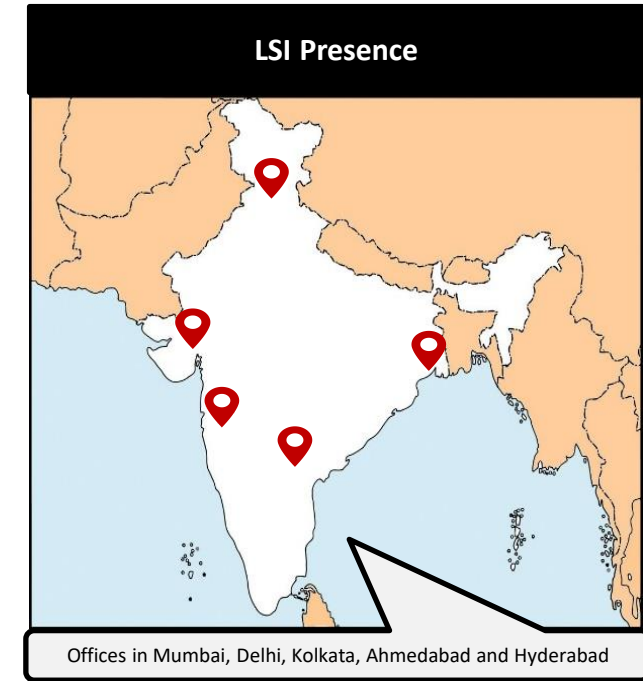 LSI Presence
Offices in Mumbai, Delhi, Kolkata, Ahmedabad and Hyderabad